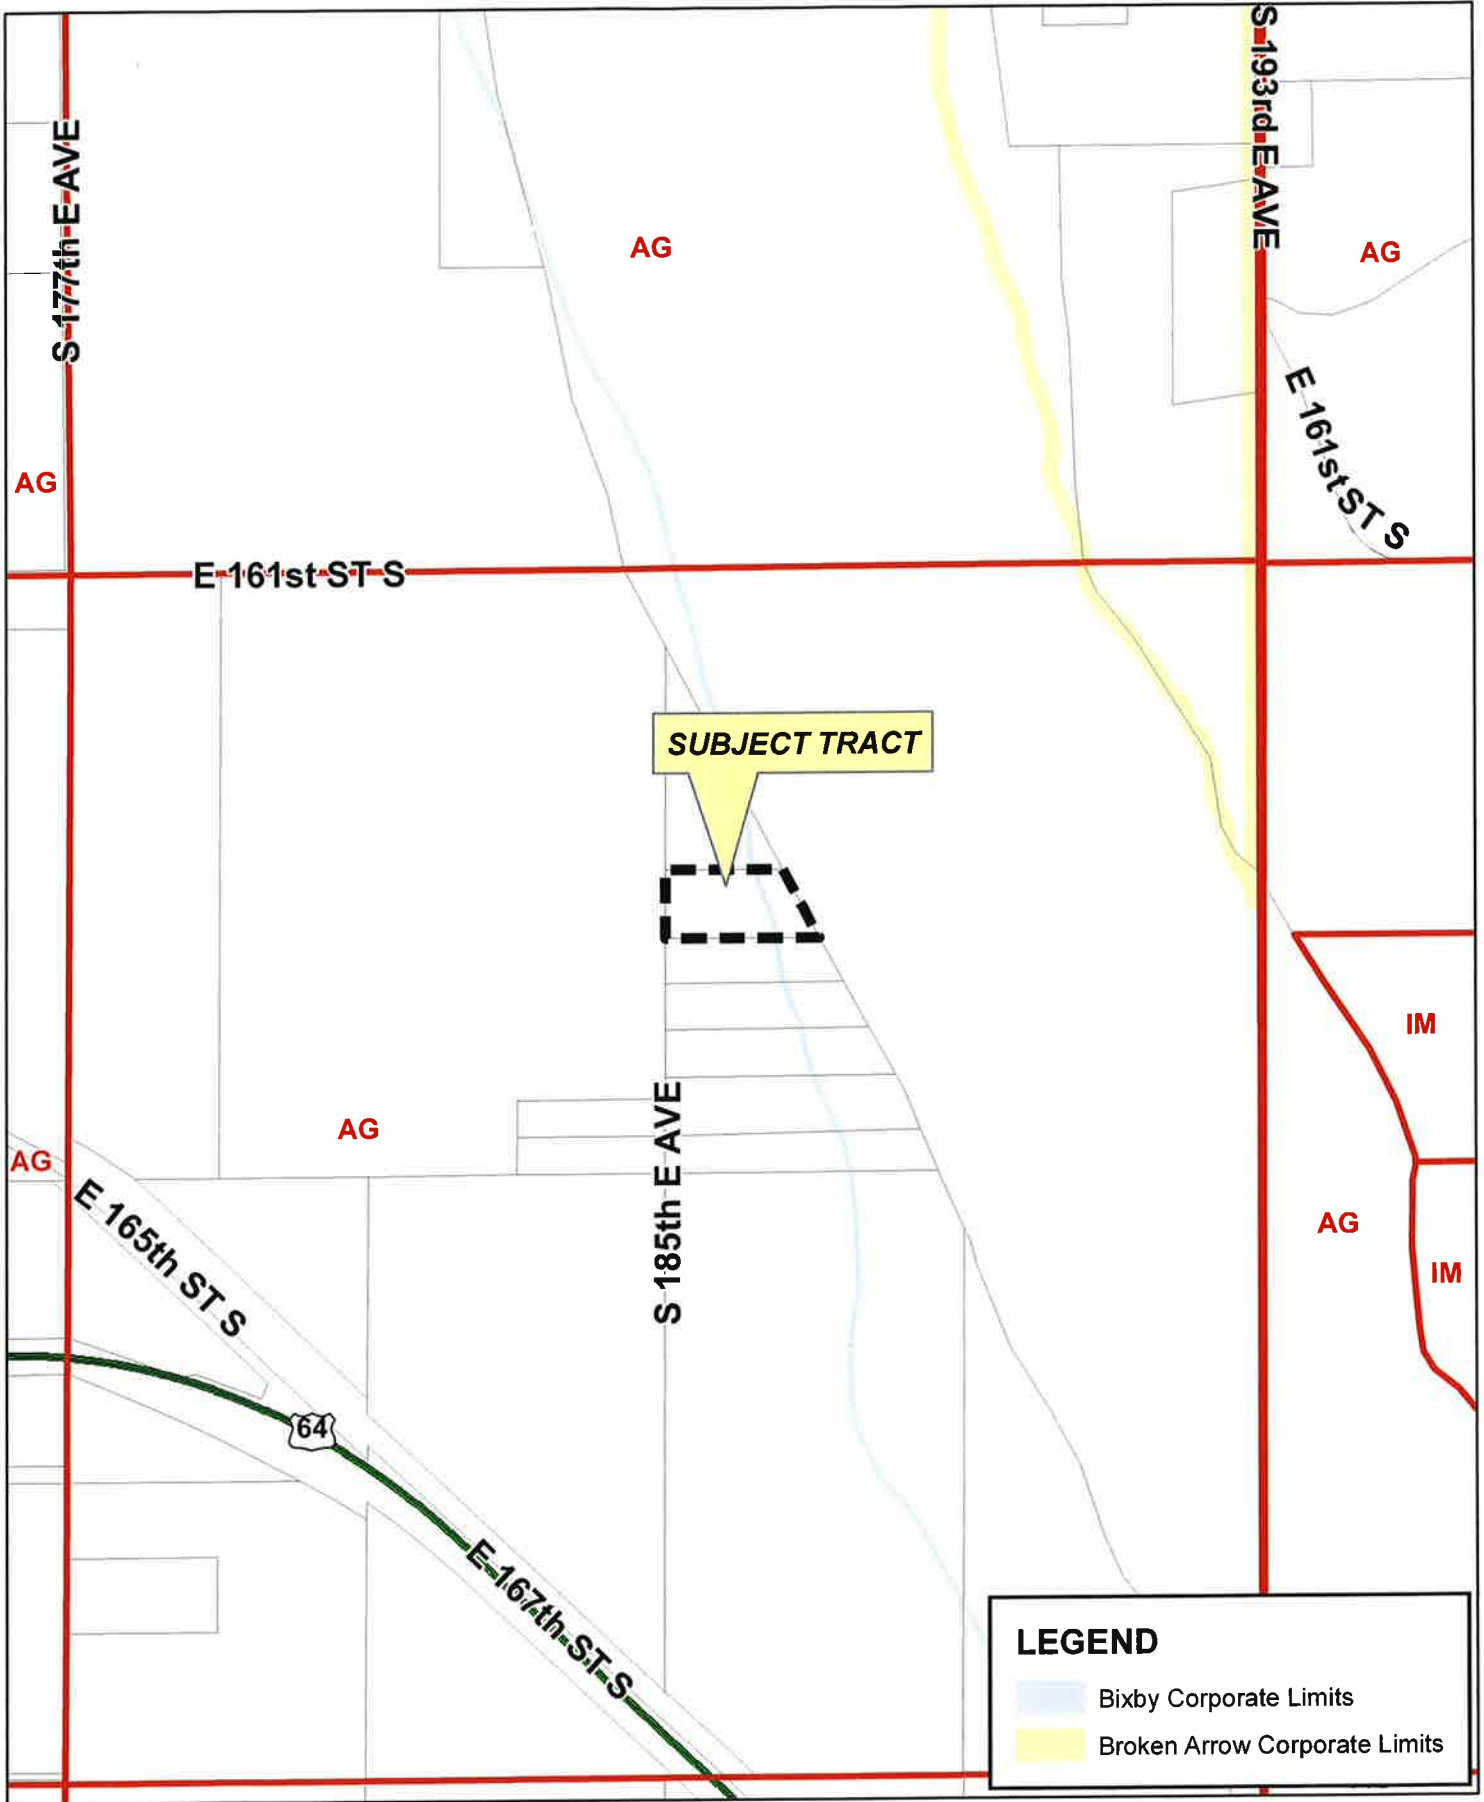 S 193rd E AVE
S 177th E AVE
AG
AG
E 161st ST S
AG
E 161st ST S
SUBJECT TRACT
IM
AG
AG
S 185th E AVE
E 165th ST S
AG
IM
64
E 167th ST S
LEGEND
Bixby Corporate Limits
Broken Arrow Corporate Limits